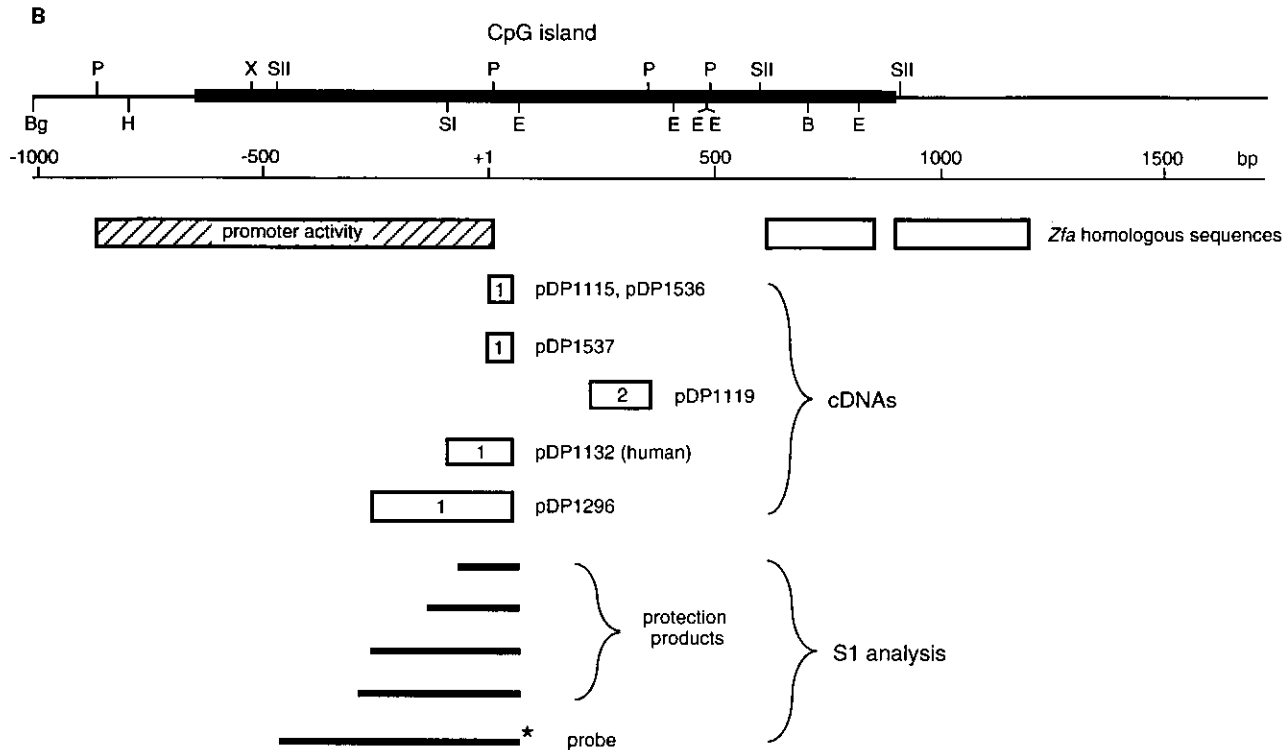 B
CpG island
P X SII P P P SII SII
Bg H SI E E E E B E
-1000 -500 +1 500 1000 1500 bp
promoter activity
Zfa homologous sequences
1 pDP1115, pDP1536
1 pDP1537
2 pDP1119
cDNAs
1 pDP1132 (human)
1 pDP1296
protection
products
S1 analysis
* probe